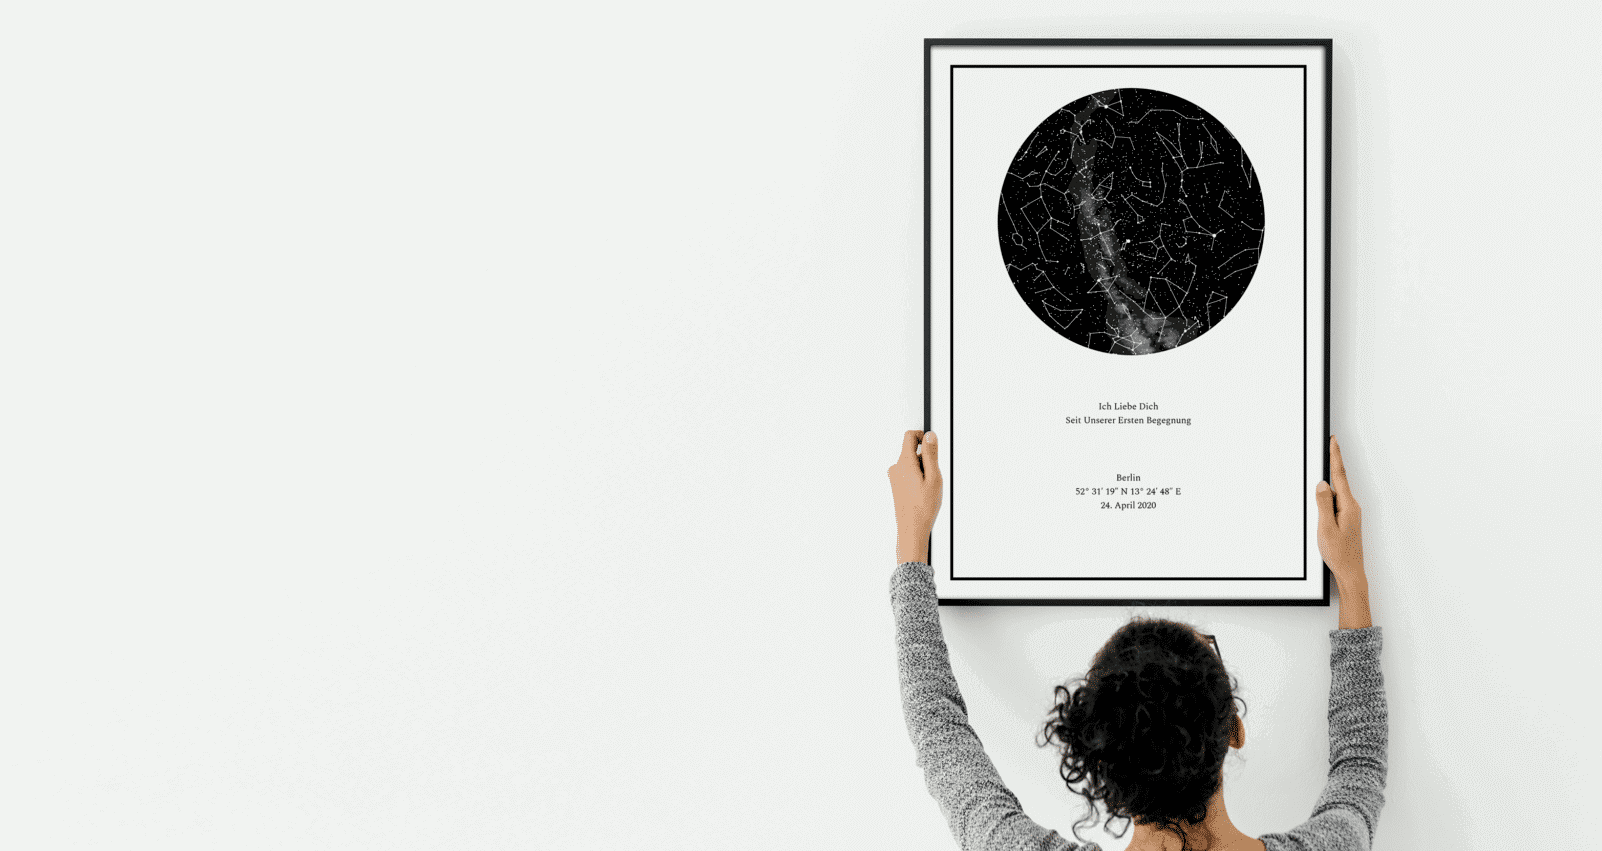 Ich Liebe Dich
Seit Unserer Ersten Begegnung
Berlin
52° 31' 19" N 13° 24' 48" E
24. April 2020